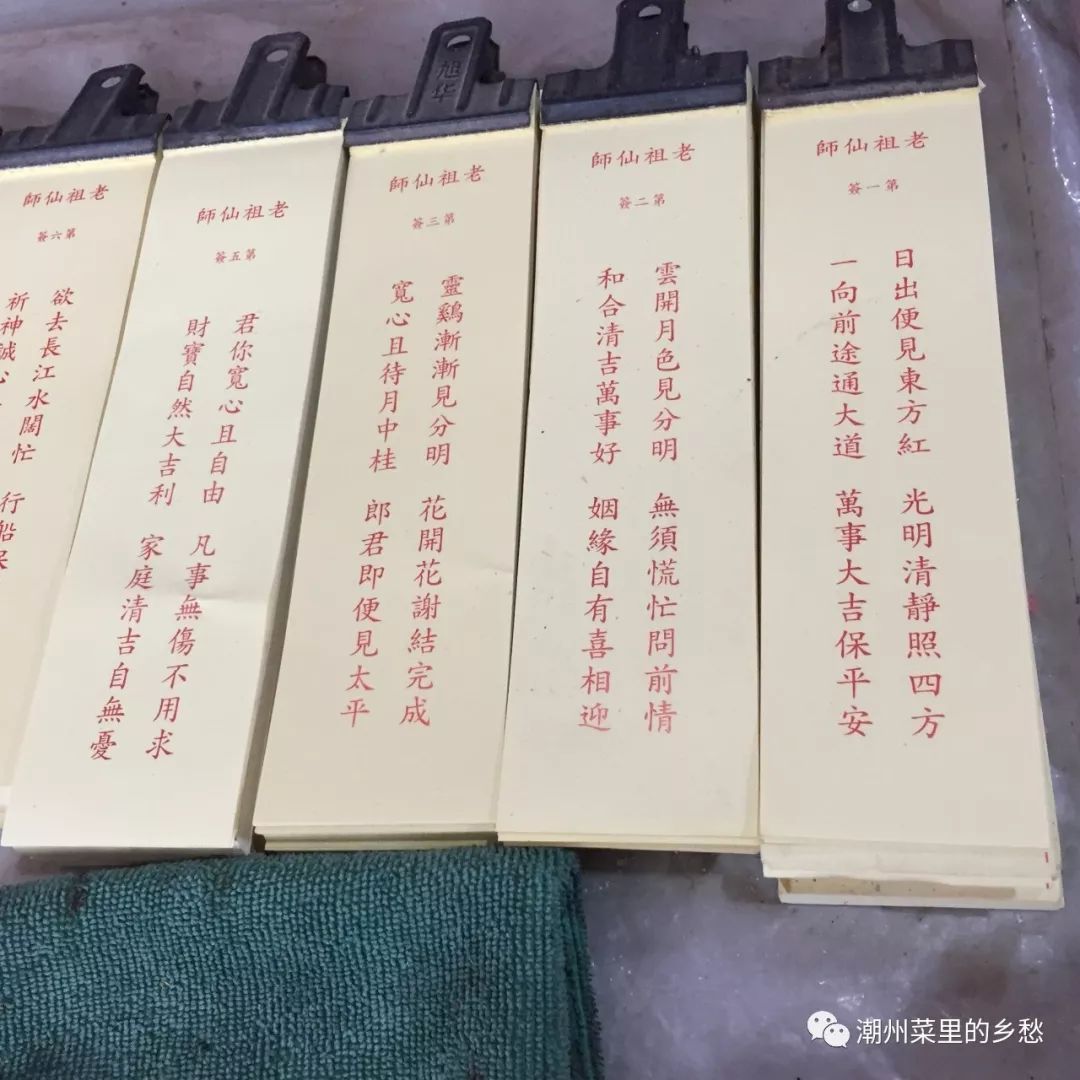 旭华
老祖仙師
第一簽
日出便見東方紅 光明清靜照四方
一向前途通大道 萬事大吉保平安
老祖仙師
第二簽
雲開月色見分明 無須慌忙問前情
和合清吉萬事好 姻緣自有喜相迎
老祖仙師
第三簽
靈鷄漸漸見分明 花開花謝結完成
寬心且待月中桂 郎君即便見太平
老祖仙師
第五簽
君你寬心且自由 凡事無傷不用求
財寶自然大吉利 家庭清吉自無憂
老祖仙師
第六簽
欲去長江水闊忙 行船
祈神誠心
潮州菜里的乡愁